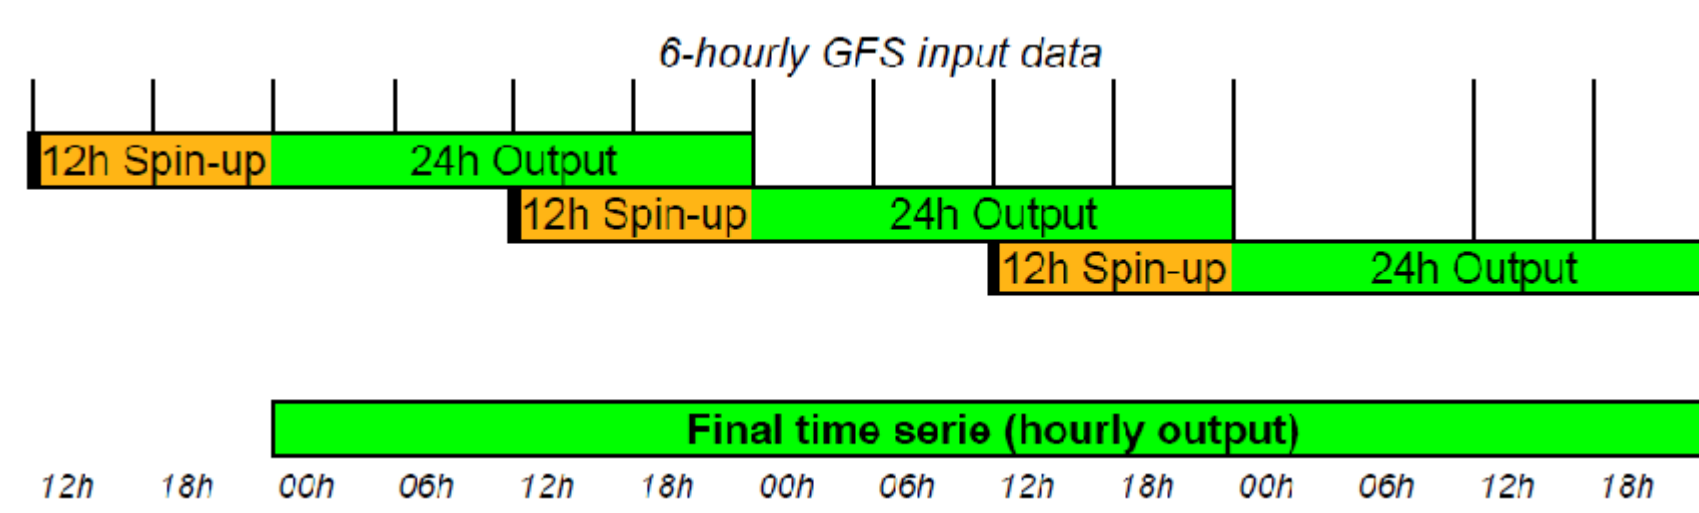 6-hourly GFS input data
12h Spin-up 24h Output
12h Spin-up 24h Output
12h Spin-up 24h Output
Final time serie (hourly output)
12h 18h 00h 06h 12h 18h 00h 06h 12h 18h 00h 06h 12h 18h